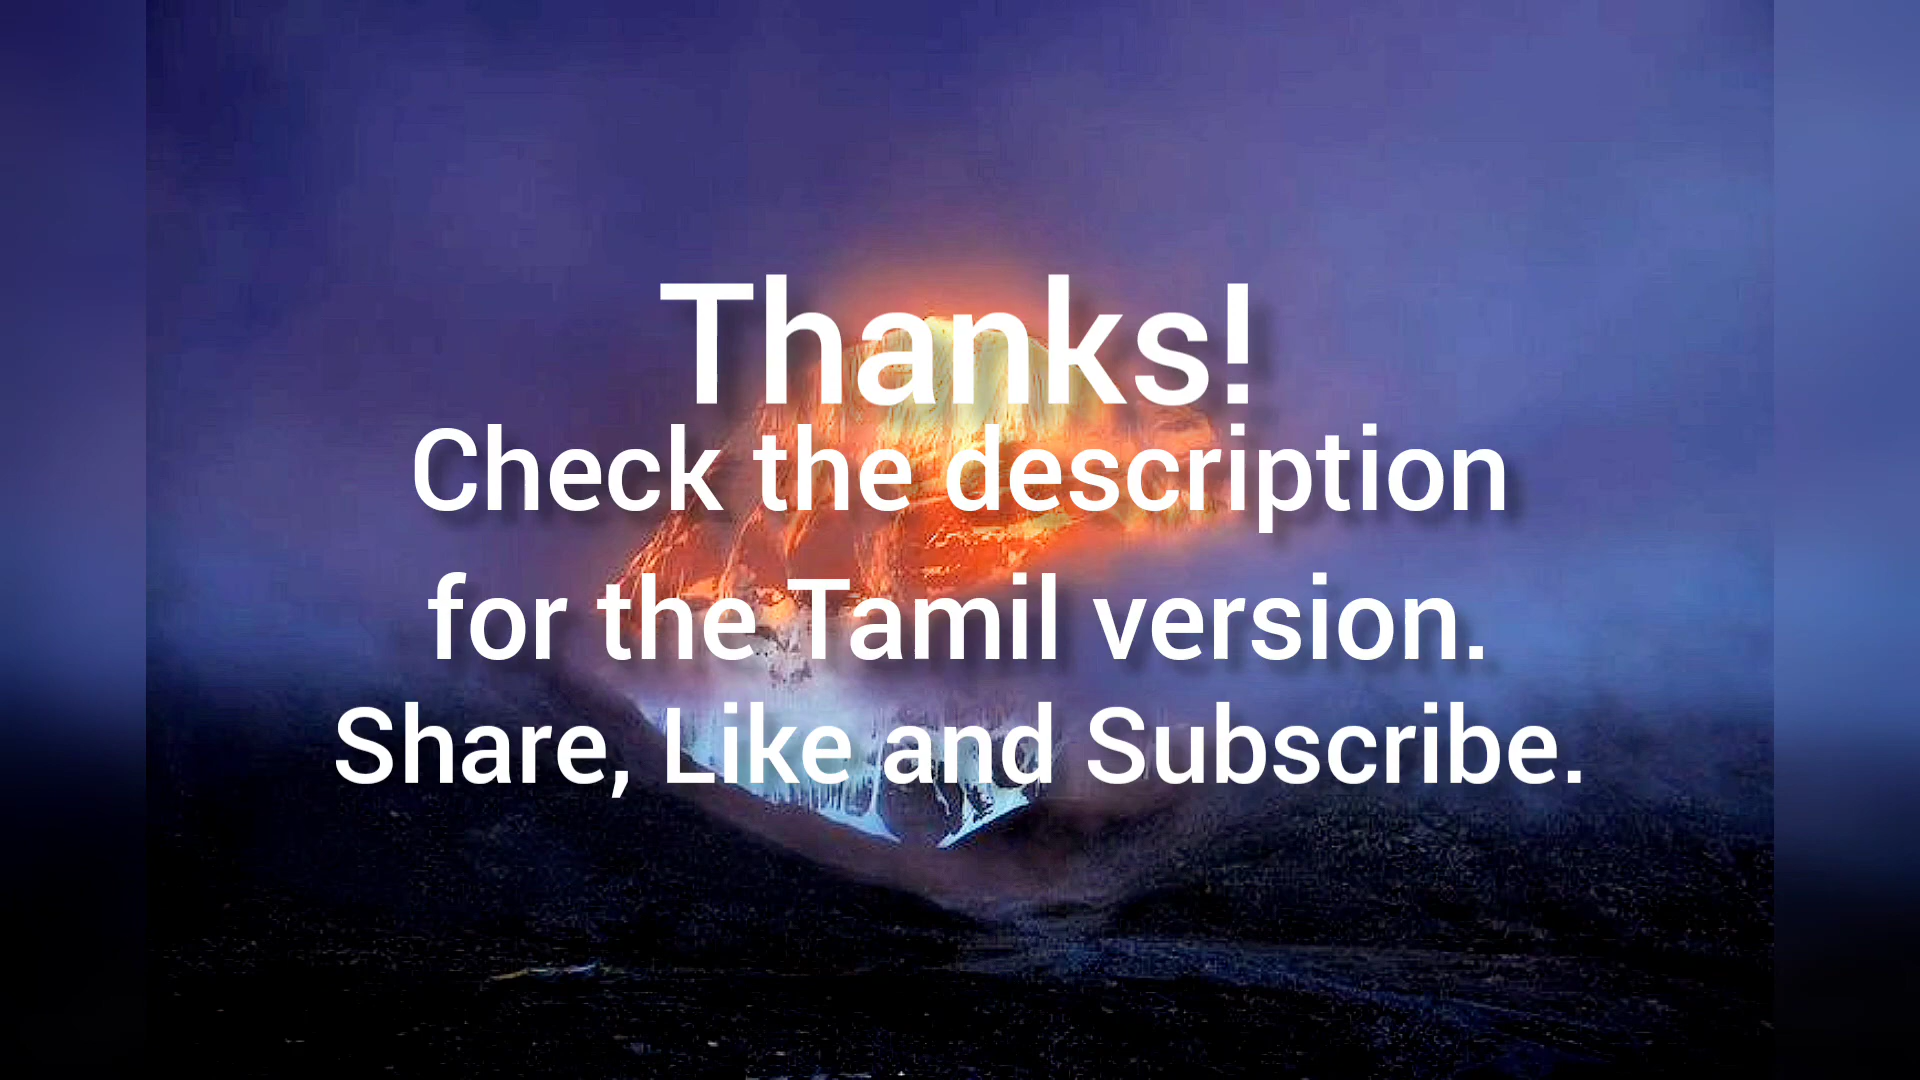 Thanks!
Check the description
for the Tamil version.
Share, Like and Subscribe.